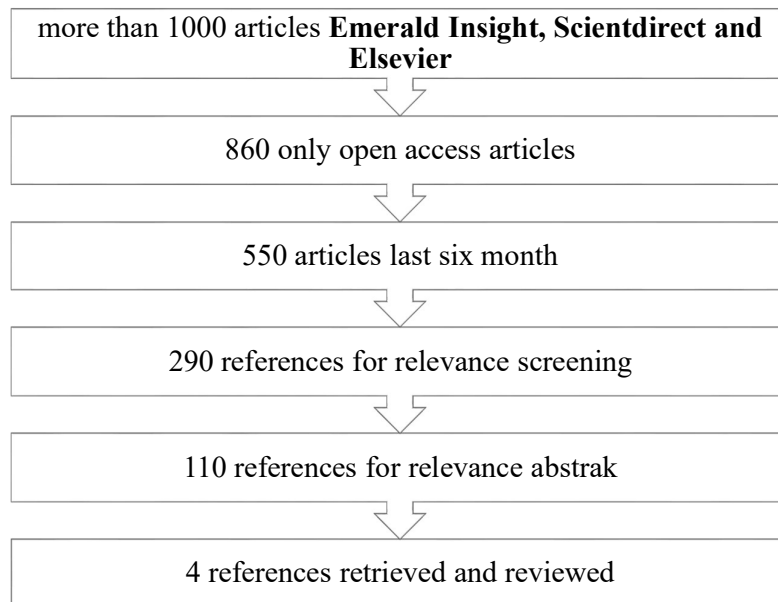 more than 1000 articles Emerald Insight, Scientdirect and
Elsevier
860 only open access articles
550 articles last six month
290 references for relevance screening
110 references for relevance abstrak
4 references retrieved and reviewed